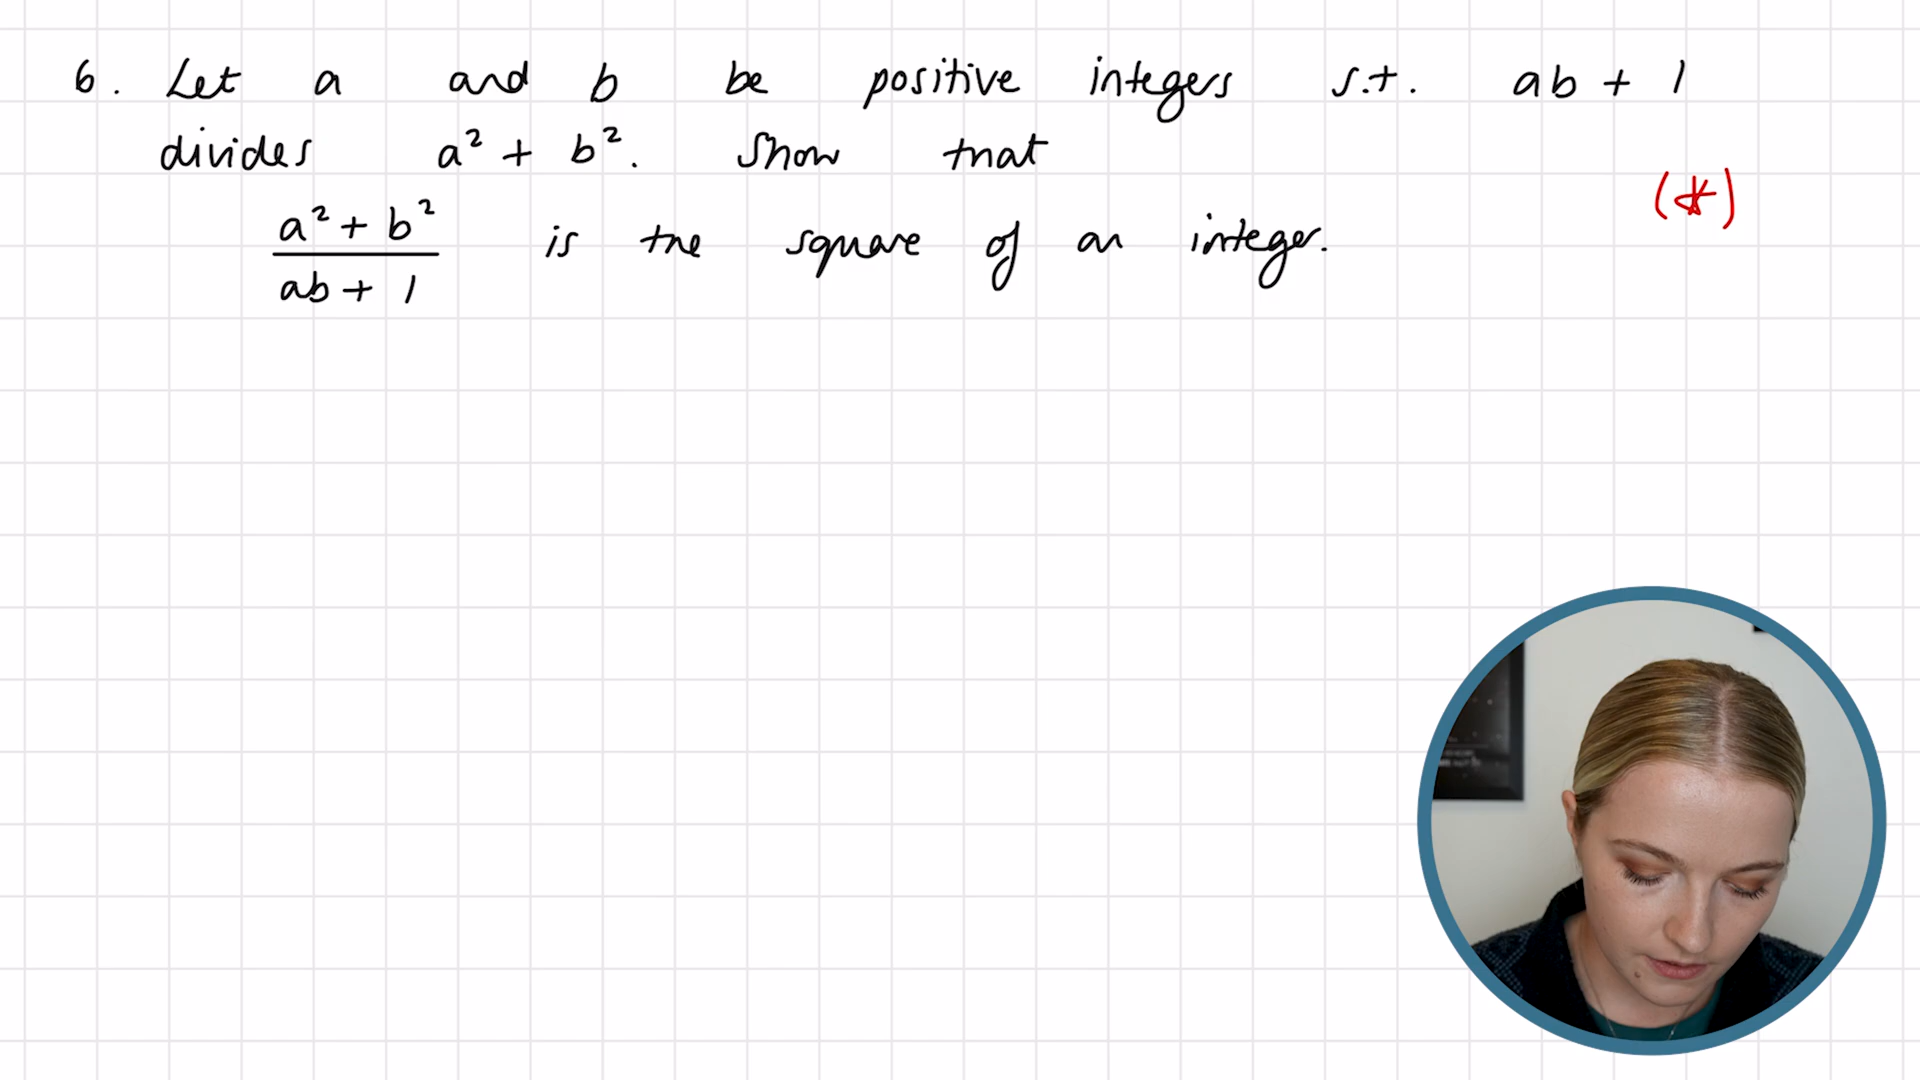 6. Let a and b be positive integers s.t. ab + 1
divides a² + b². Show that
(*)
a² + b²
is the square of an integer.
ab + 1